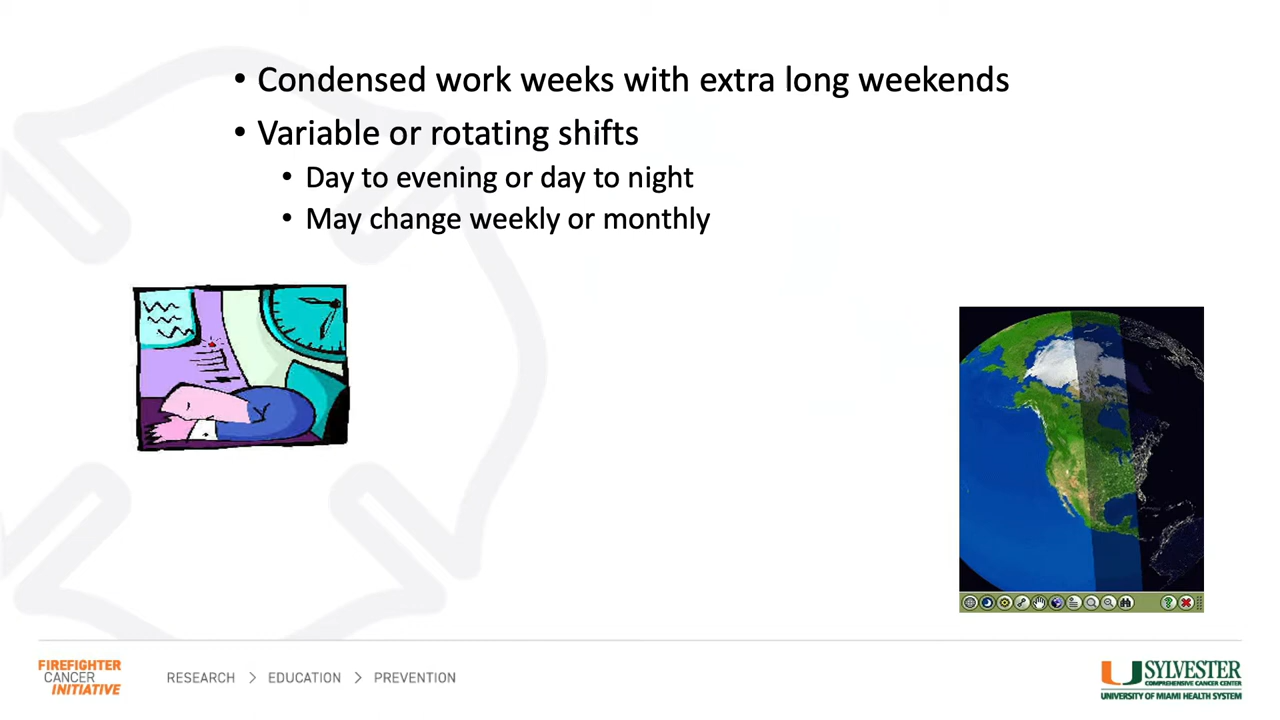 • Condensed work weeks with extra long weekends
• Variable or rotating shifts
• Day to evening or day to night
• May change weekly or monthly
FIREFIGHTER
CANCER
INITIATIVE
RESEARCH > EDUCATION > PREVENTION
SYLVESTER
COMPREHENSIVE CANCER CENTER
UNIVERSITY OF MIAMI HEALTH SYSTEM